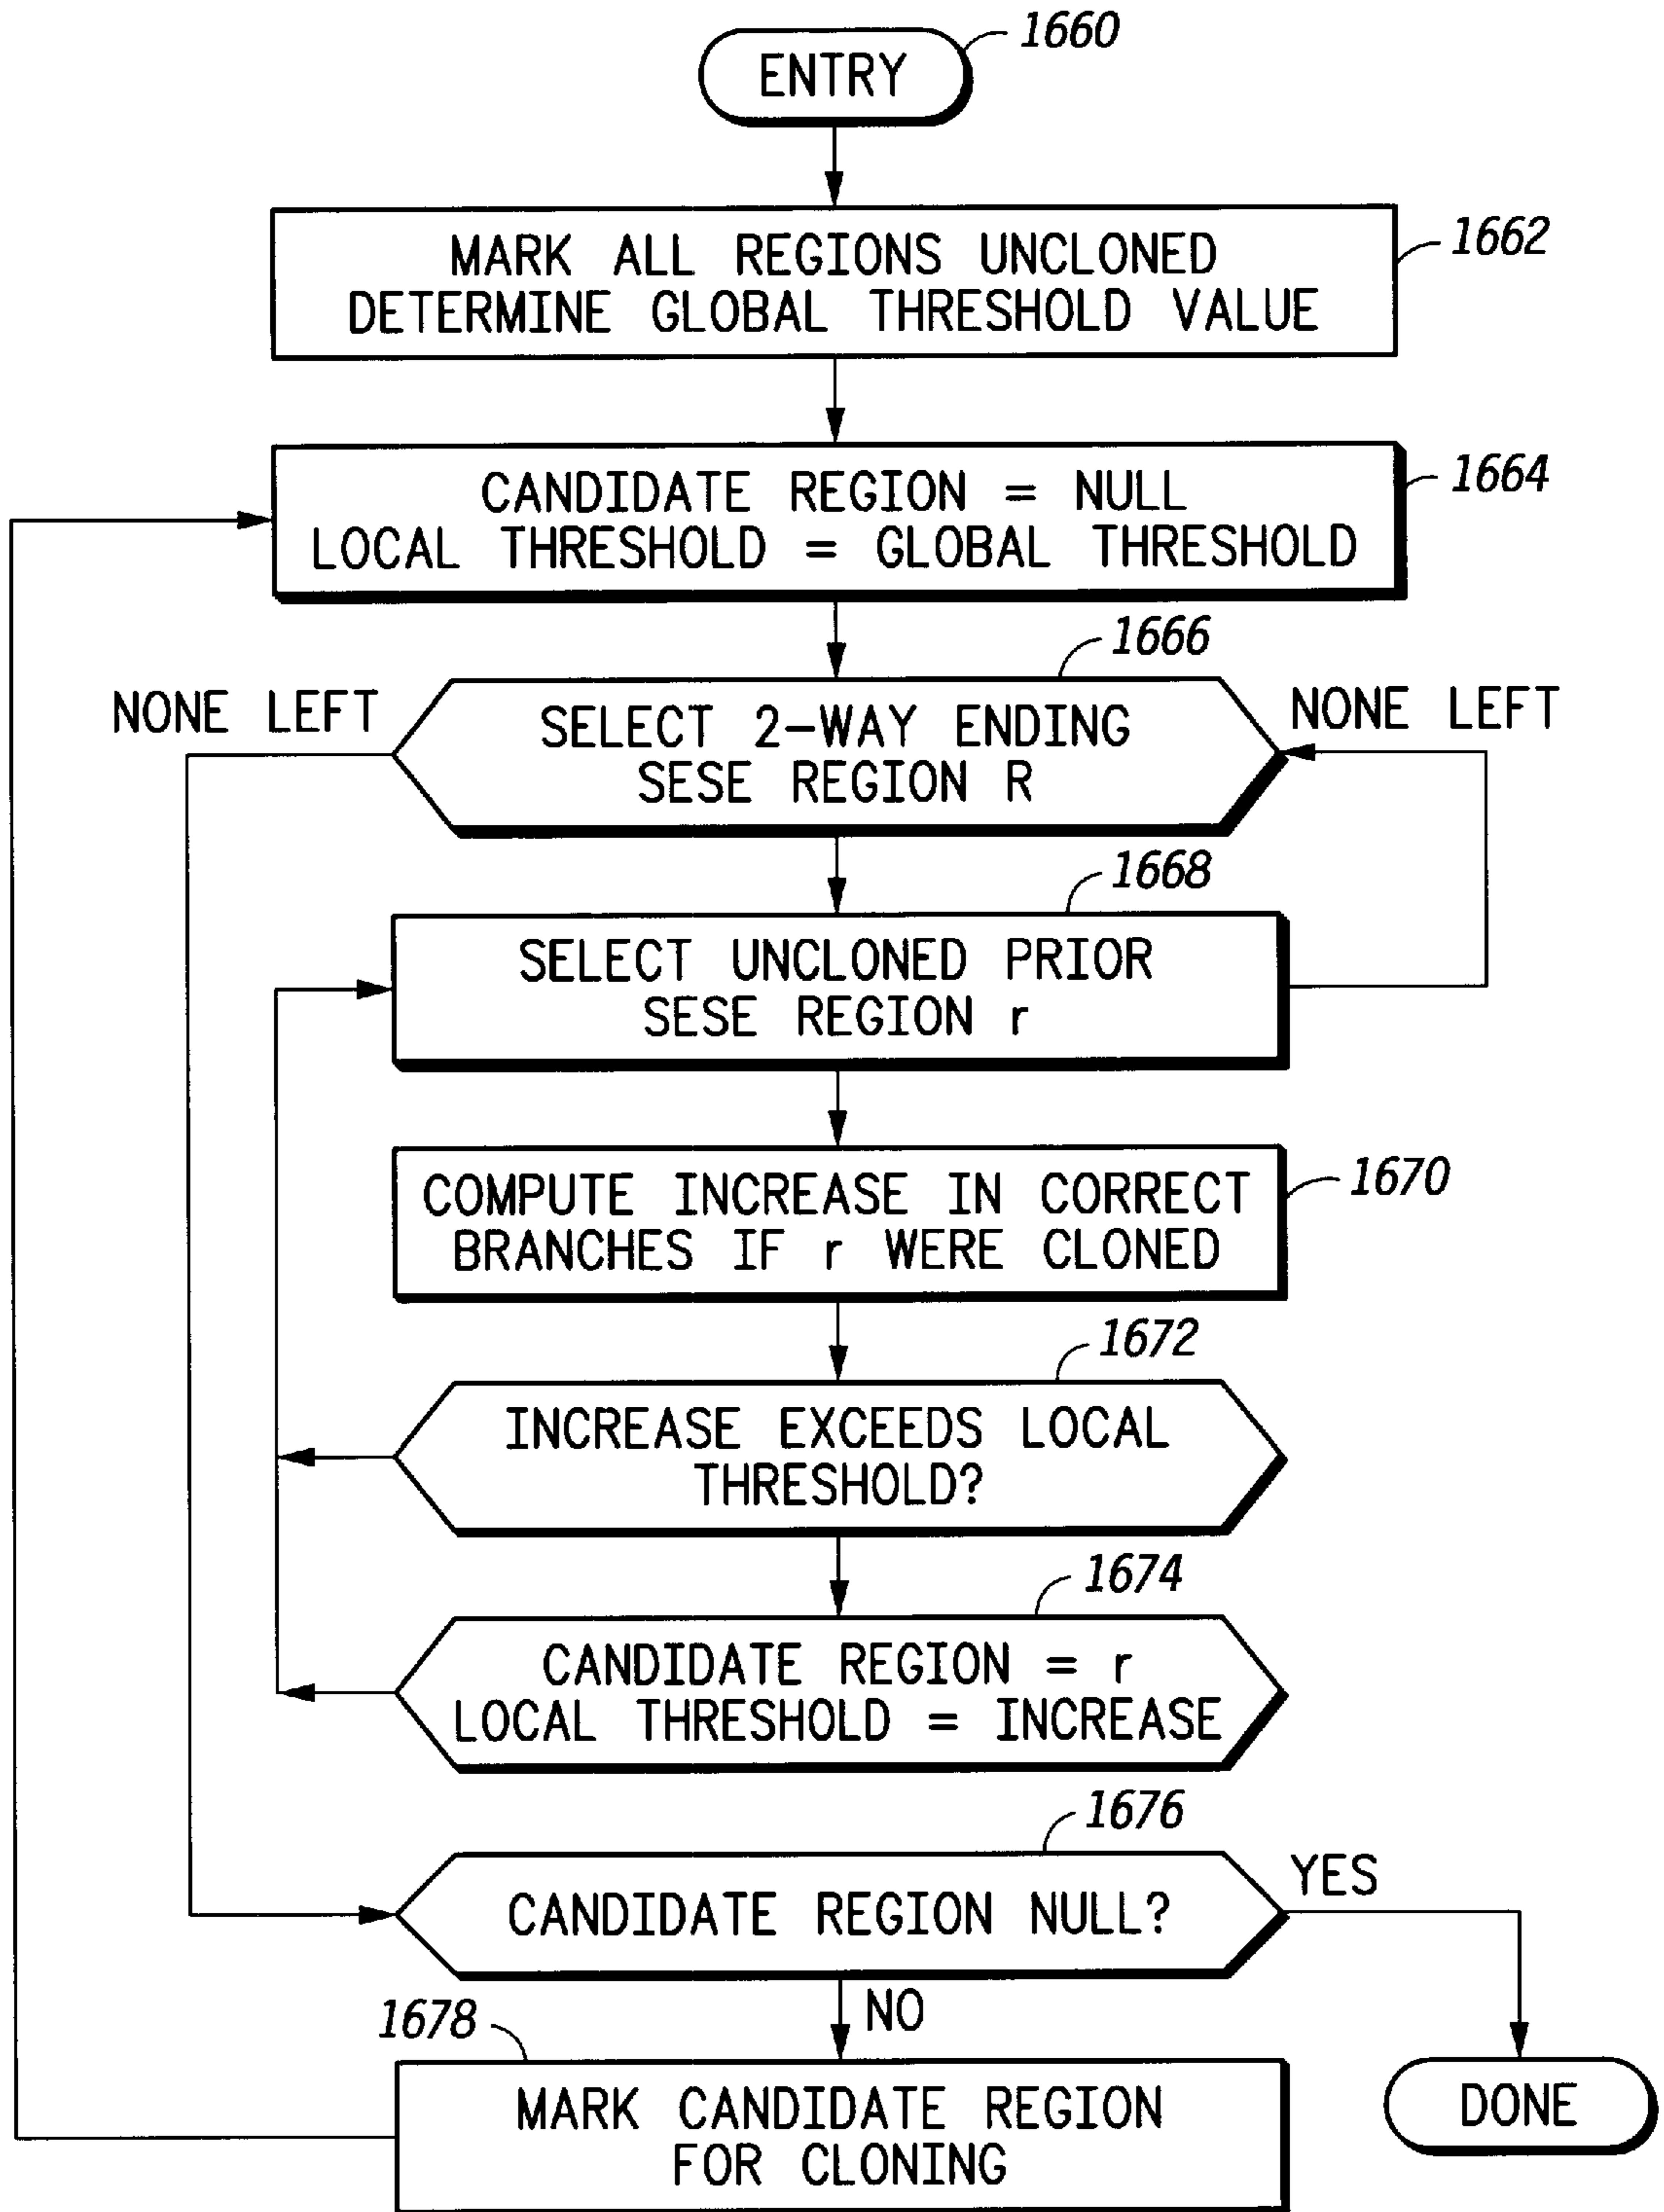 ENTRY
1660
MARK ALL REGIONS UNCLONED
DETERMINE GLOBAL THRESHOLD VALUE
1662
CANDIDATE REGION = NULL
LOCAL THRESHOLD = GLOBAL THRESHOLD
1664
1666
NONE LEFT
SELECT 2-WAY ENDING
SESE REGION R
NONE LEFT
1668
SELECT UNCLONED PRIOR
SESE REGION r
COMPUTE INCREASE IN CORRECT
BRANCHES IF r WERE CLONED
1670
1672
INCREASE EXCEEDS LOCAL
THRESHOLD?
1674
CANDIDATE REGION = r
LOCAL THRESHOLD = INCREASE
1676
CANDIDATE REGION NULL?
YES
NO
1678
MARK CANDIDATE REGION
FOR CLONING
DONE